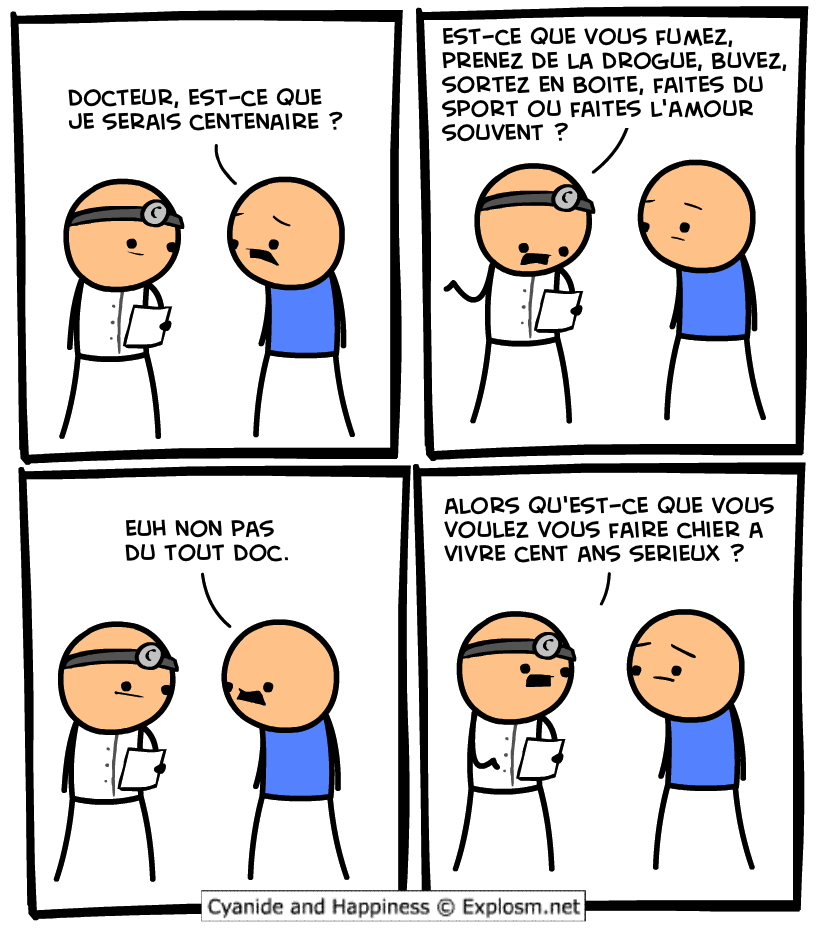 DOCTEUR, EST-CE QUE
JE SERAIS CENTENAIRE ?
EST-CE QUE VOUS FUMEZ,
PRENEZ DE LA DROGUE, BUVEZ,
SORTEZ EN BOITE, FAITES DU
SPORT OU FAITES L'AMOUR
SOUVENT ?
EUH NON PAS
DU TOUT DOC.
ALORS QU'EST-CE QUE VOUS
VOULEZ VOUS FAIRE CHIER A
VIVRE CENT ANS SERIEUX ?
Cyanide and Happiness © Explosm.net